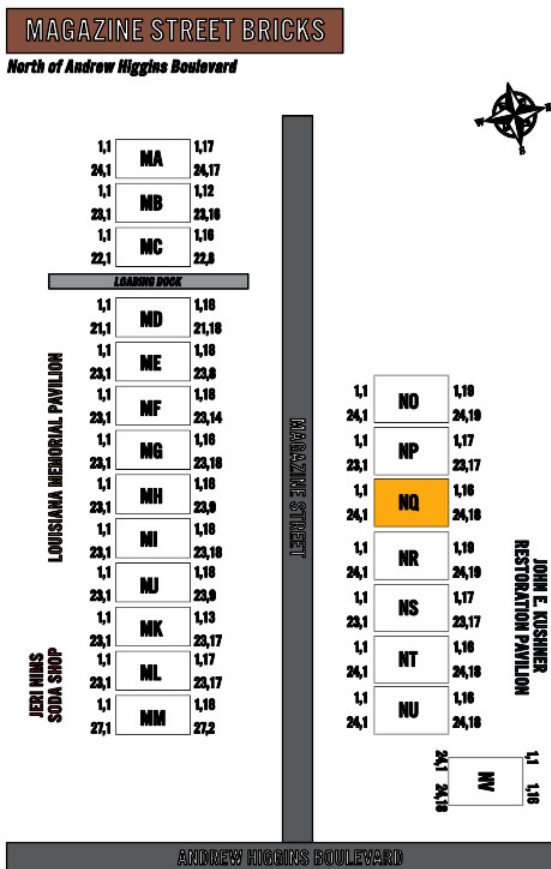 MAGAZINE STREET BRICKS
North of Andrew Higgins Boulevard
N
E
S
W
1,1 1,17
MA
24,1 24,17
1,1 1,12
MB
23,1 23,16
1,1 1,16
MC
22,1 22,8
LOADING DOCK
1,1 1,18
MD
21,1 21,18
1,1 1,18
ME
23,1 23,8
1,1 1,18
MF
23,1 23,14
1,1 1,16
MG
23,1 23,18
1,1 1,18
MH
23,1 23,9
1,1 1,18
MI
23,1 23,18
1,1 1,18
MJ
23,1 23,9
1,1 1,13
MK
23,1 23,17
1,1 1,17
ML
23,1 23,17
1,1 1,18
MM
27,1 27,2
LOUISIANA MEMORIAL PAVILION
JERI NIMS
SODA SHOP
MAGAZINE STREET
1,1 1,19
NO
24,1 24,19
1,1 1,17
NP
23,1 23,17
1,1 1,16
NQ
24,1 24,18
1,1 1,19
NR
24,1 24,19
1,1 1,17
NS
23,1 23,17
1,1 1,16
NT
24,1 24,18
1,1 1,16
NU
24,1 24,18
JOHN E. KUSHNER
RESTORATION PAVILION
1,1 1,16
NV
24,1 24,18
ANDREW HIGGINS BOULEVARD